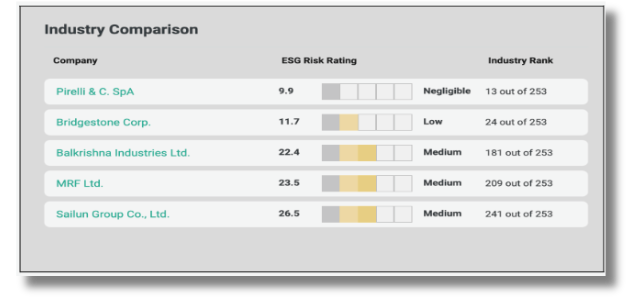 Industry Comparison
Company ESG Risk Rating Industry Rank
Pirelli & C. SpA 9.9 Negligible 13 out of 253
Bridgestone Corp. 11.7 Low 24 out of 253
Balkrishna Industries Ltd. 22.4 Medium 181 out of 253
MRF Ltd. 23.5 Medium 209 out of 253
Sailun Group Co., Ltd. 26.5 Medium 241 out of 253